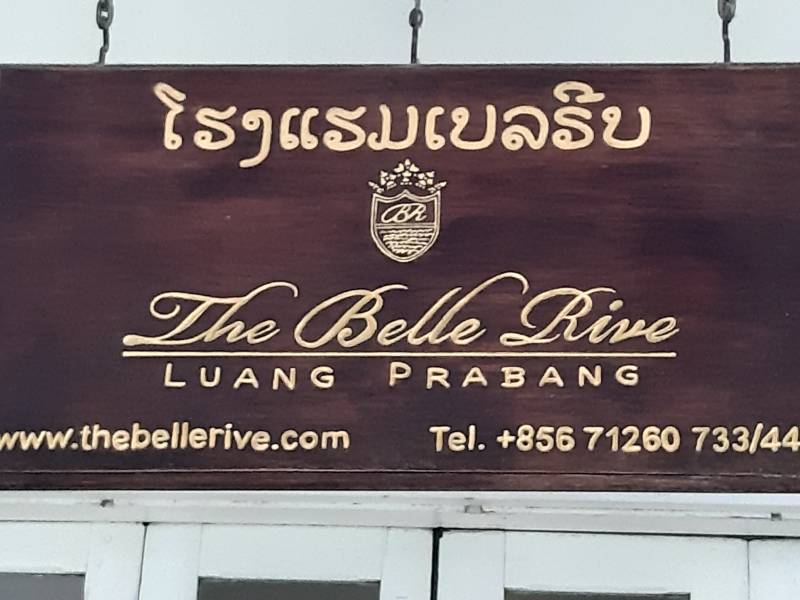 ໂຮງແຮມເບລຣີບ
BR
The Belle Rive
LUANG PRABANG
www.thebellerive.com Tel. +856 71260 733/44